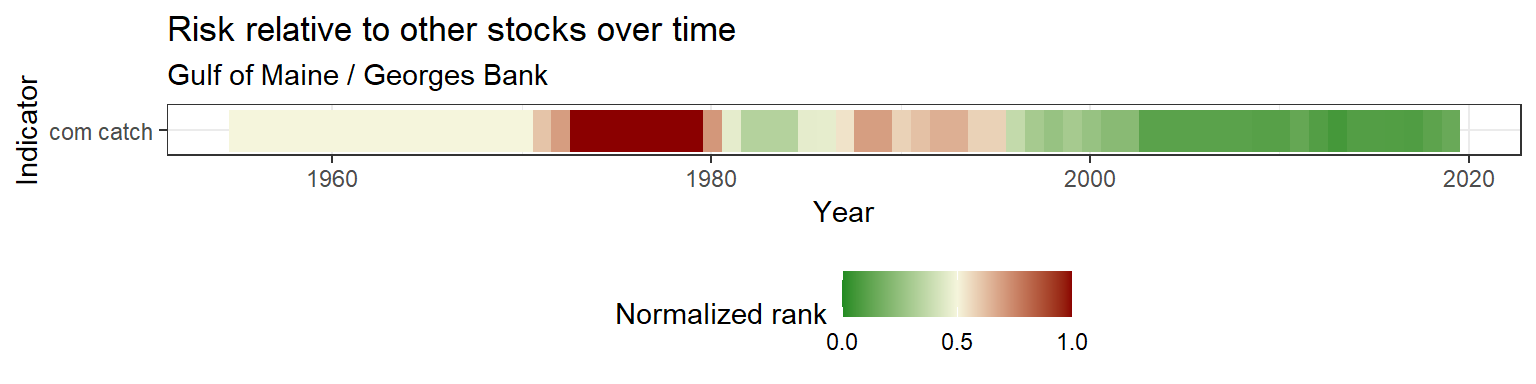 Risk relative to other stocks over time
Gulf of Maine / Georges Bank
Indicator
com catch
1960 1980 2000 2020
Year
Normalized rank
0.0 0.5 1.0